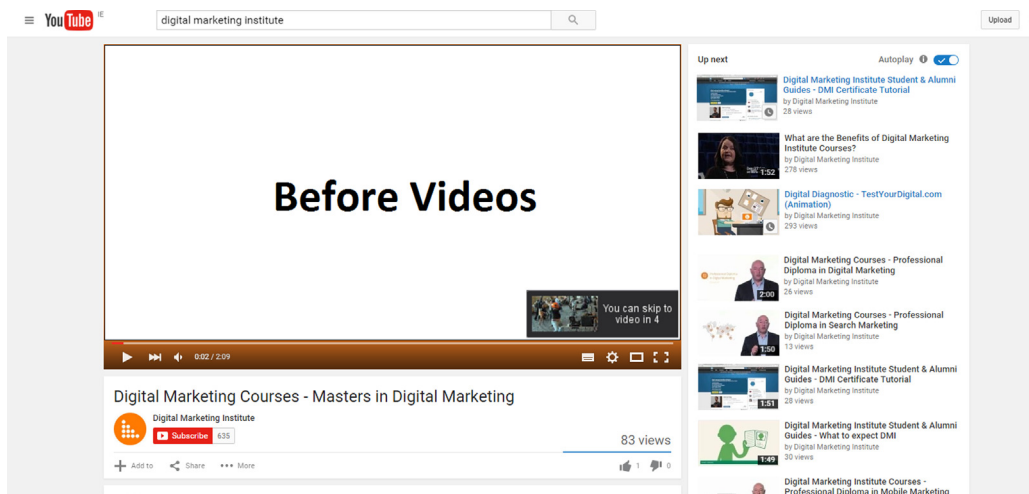 YouTube IE
digital marketing institute
Upload
Before Videos
You can skip to
video in 4
0:02 / 2:09
Digital Marketing Courses - Masters in Digital Marketing
Digital Marketing Institute
Subscribe 635
83 views
Add to Share More
1 0
Up next Autoplay
Digital Marketing Institute Student & Alumni
Guides - DMI Certificate Tutorial
by Digital Marketing Institute
28 views
What are the Benefits of Digital Marketing
Institute Courses?
by Digital Marketing Institute
278 views
1:52
Digital Diagnostic - TestYourDigital.com
(Animation)
by Digital Marketing Institute
293 views
Digital Marketing Courses - Professional
Diploma in Digital Marketing
by Digital Marketing Institute
26 views
2:00
Digital Marketing Courses - Professional
Diploma in Search Marketing
by Digital Marketing Institute
13 views
1:50
Digital Marketing Institute Student & Alumni
Guides - DMI Certificate Tutorial
by Digital Marketing Institute
28 views
1:51
Digital Marketing Institute Student & Alumni
Guides - What to expect DMI
by Digital Marketing Institute
30 views
1:49
Digital Marketing Institute Courses -
Professional Diploma in Mobile Marketing